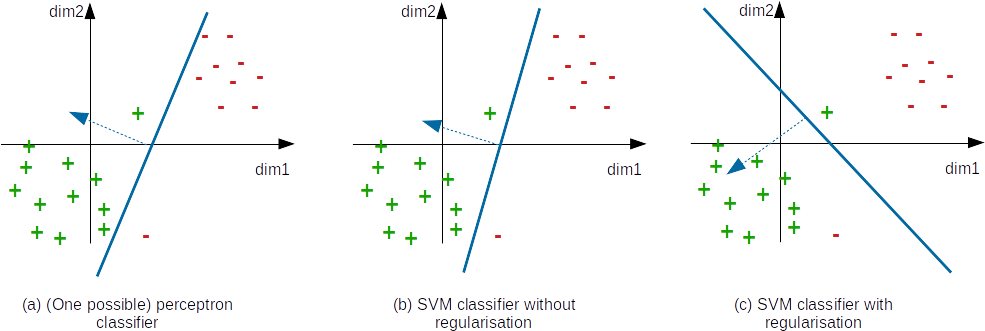 dim2
dim1
(a) (One possible) perceptron
classifier
dim2
dim1
(b) SVM classifier without
regularisation
dim2
dim1
(c) SVM classifier with
regularisation